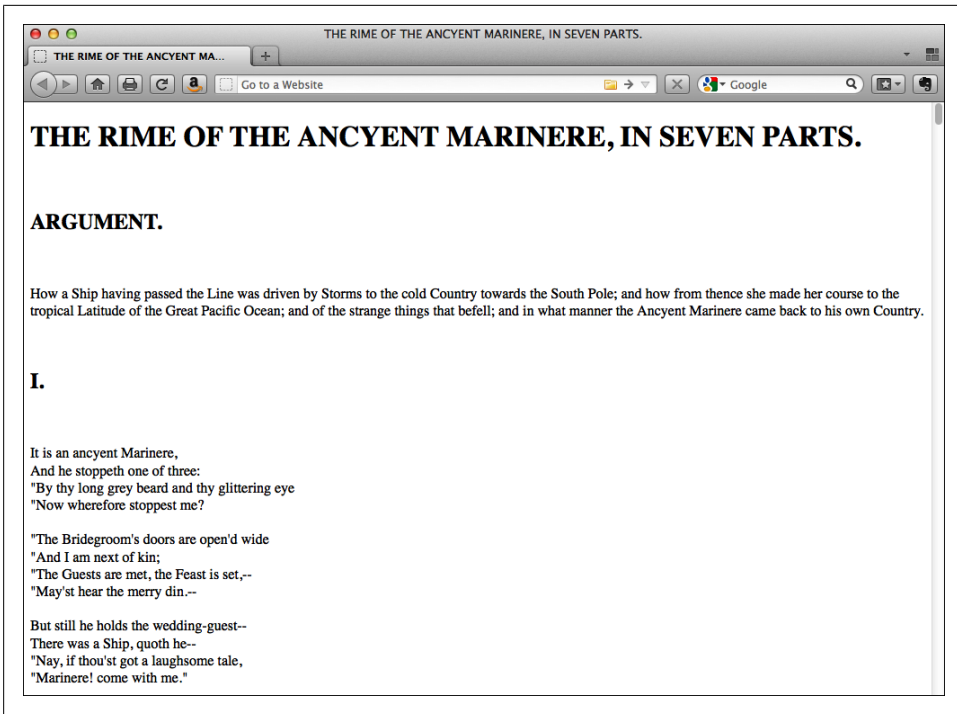 THE RIME OF THE ANCYENT MARINERE, IN SEVEN PARTS.
THE RIME OF THE ANCYENT MA...
Go to a Website
Google
THE RIME OF THE ANCYENT MARINERE, IN SEVEN PARTS.
ARGUMENT.
How a Ship having passed the Line was driven by Storms to the cold Country towards the South Pole; and how from thence she made her course to the
tropical Latitude of the Great Pacific Ocean; and of the strange things that befell; and in what manner the Ancyent Marinere came back to his own Country.
I.
It is an ancyent Marinere,
And he stoppeth one of three:
"By thy long grey beard and thy glittering eye
"Now wherefore stoppest me?
"The Bridegroom's doors are open'd wide
"And I am next of kin;
"The Guests are met, the Feast is set,--
"May'st hear the merry din.--
But still he holds the wedding-guest--
There was a Ship, quoth he--
"Nay, if thou'st got a laughsome tale,
"Marinere! come with me."